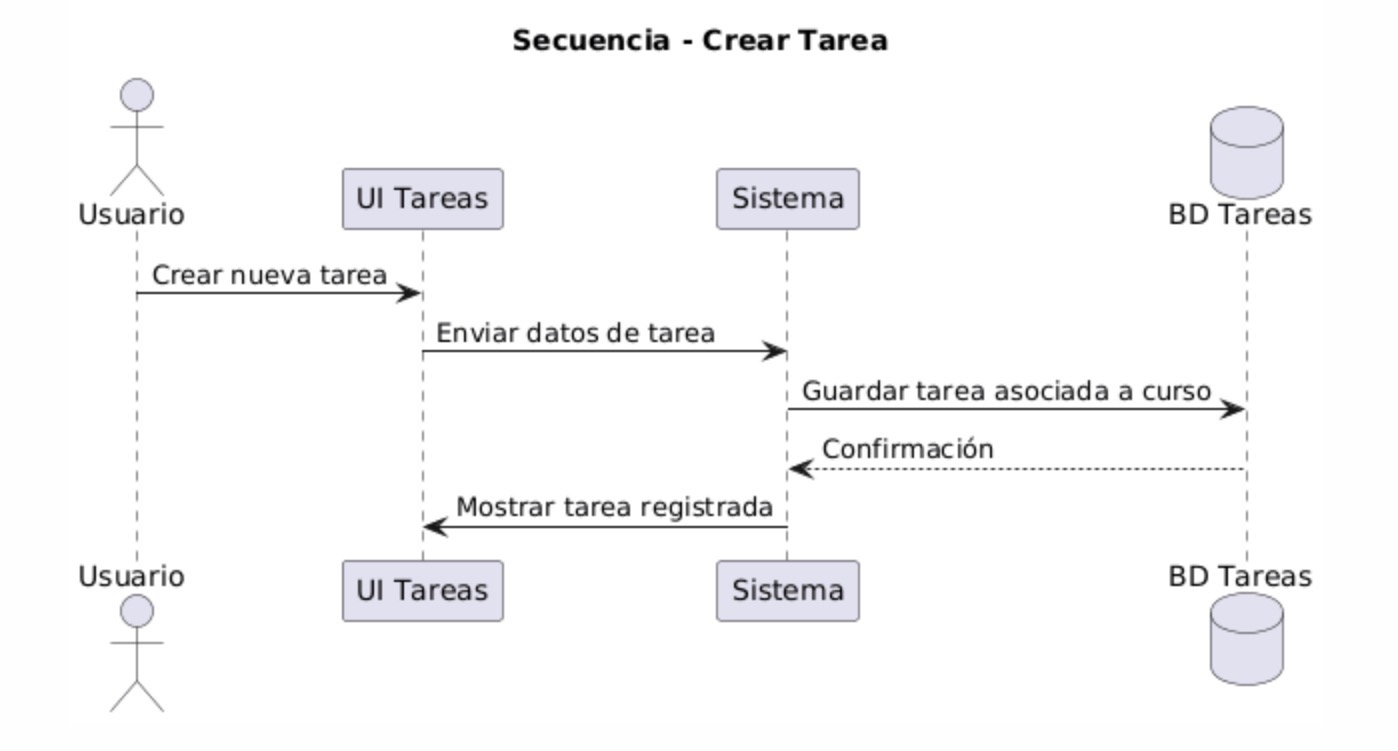 Secuencia - Crear Tarea
Usuario
UI Tareas
Sistema
BD Tareas
Crear nueva tarea
Enviar datos de tarea
Guardar tarea asociada a curso
Confirmación
Mostrar tarea registrada
Usuario
UI Tareas
Sistema
BD Tareas